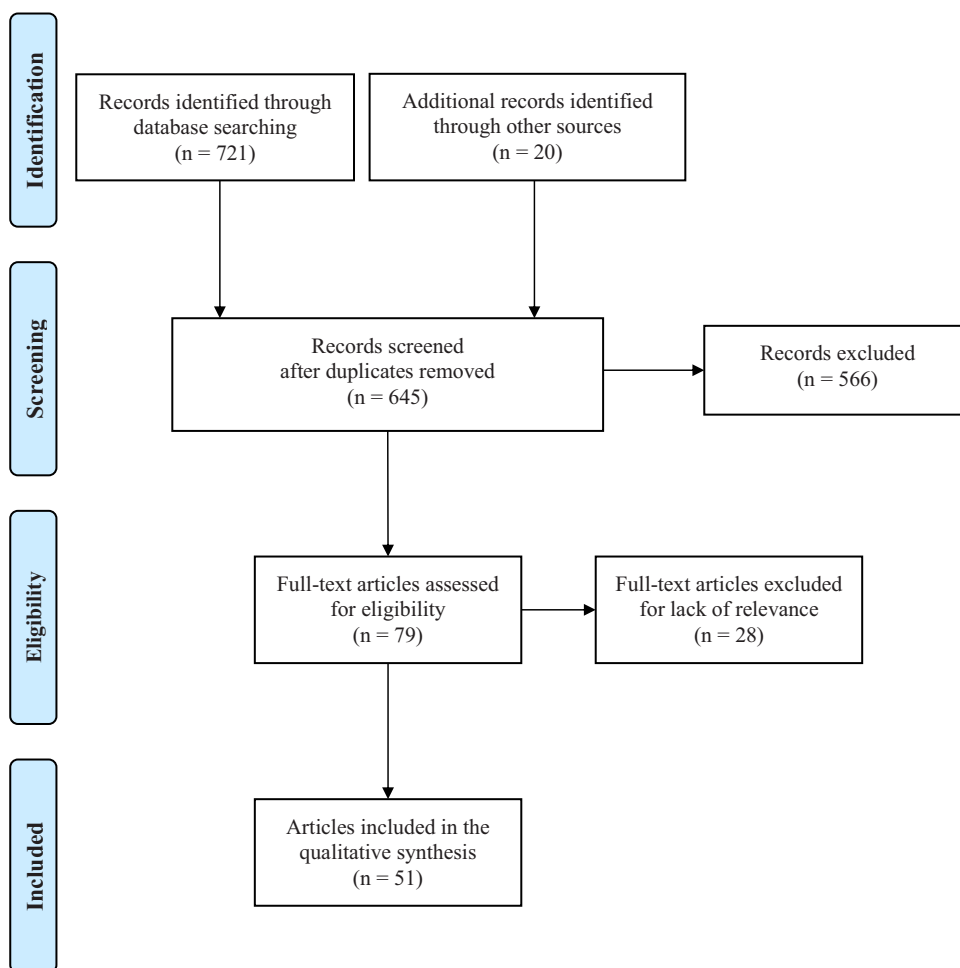 Identification
Records identified through
database searching
(n = 721)
Additional records identified
through other sources
(n = 20)
Screening
Records screened
after duplicates removed
(n = 645)
Records excluded
(n = 566)
Eligibility
Full-text articles assessed
for eligibility
(n = 79)
Full-text articles excluded
for lack of relevance
(n = 28)
Included
Articles included in the
qualitative synthesis
(n = 51)